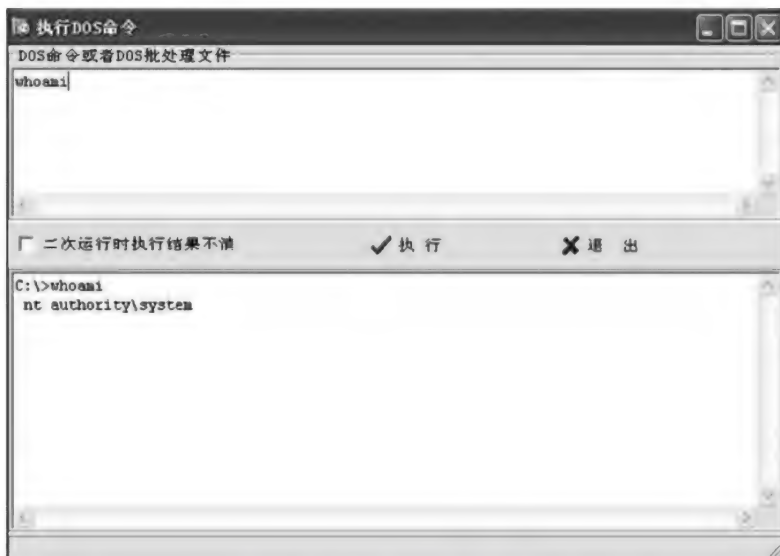 执行DOS命令
DOS命令或者DOS批处理文件
whoami
二次运行时执行结果不清
执 行
退 出
C:\>whoami
nt authority\system